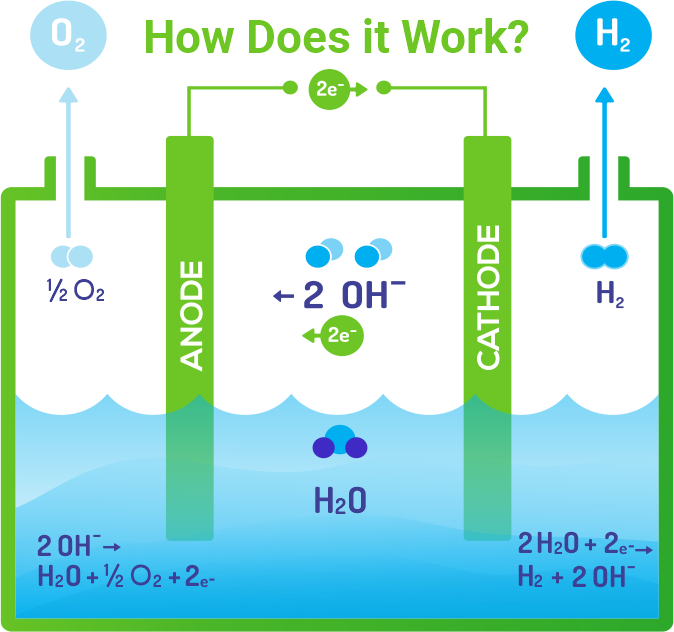 O₂
How Does it Work?
H₂
2e⁻
ANODE
CATHODE
½ O₂
← 2 OH⁻
2e⁻
H₂
H₂O
2 OH⁻→
H₂O + ½ O₂ + 2e-
2 H₂O + 2e-→
H₂ + 2 OH⁻